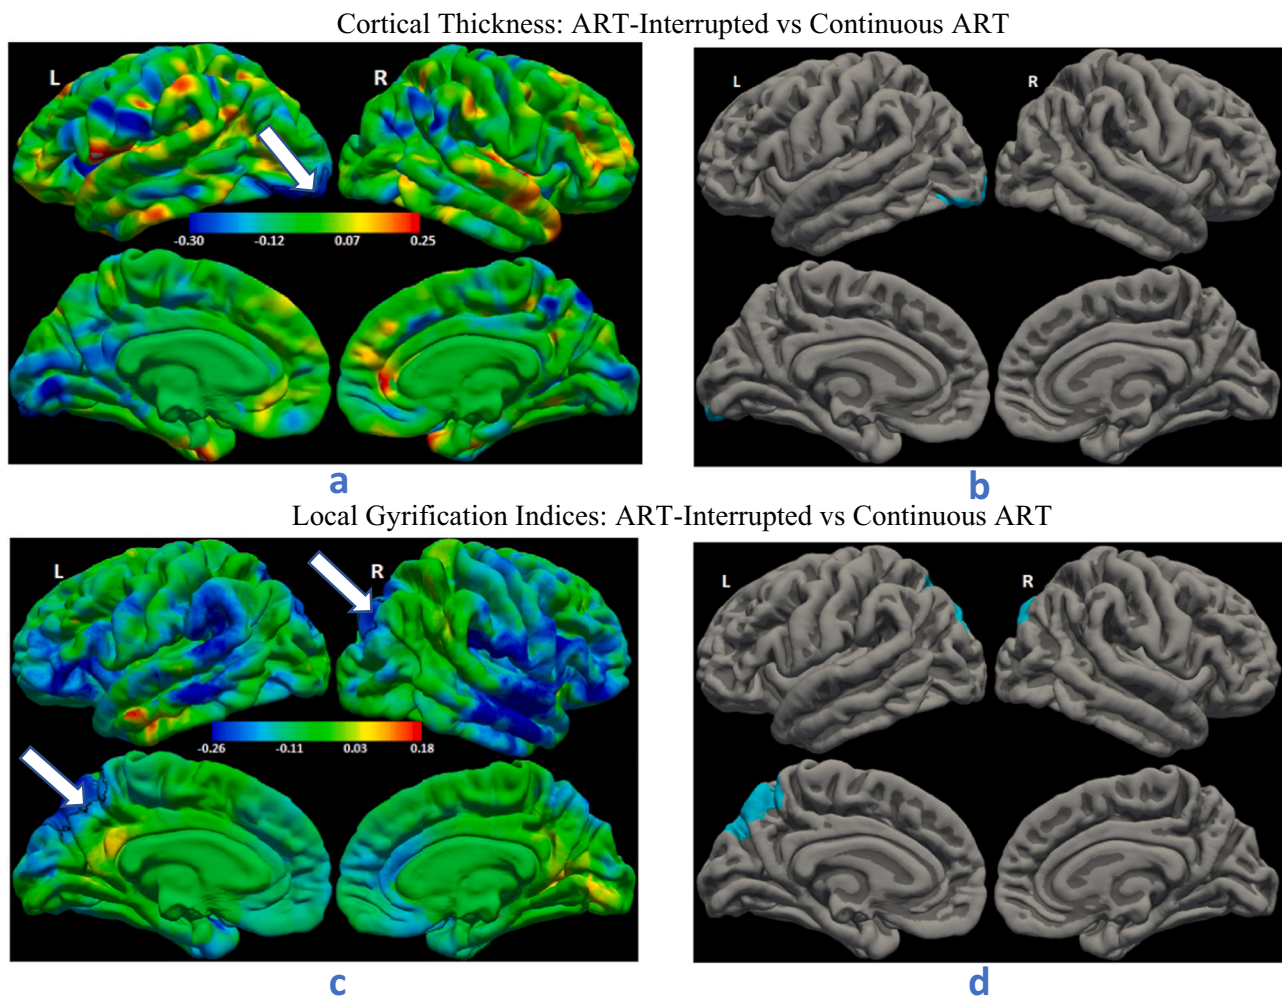 Cortical Thickness: ART-Interrupted vs Continuous ART
L R
L R
-0.30 -0.12 0.07 0.25
a
b
Local Gyrification Indices: ART-Interrupted vs Continuous ART
L R
L R
-0.26 -0.11 0.03 0.18
c
d